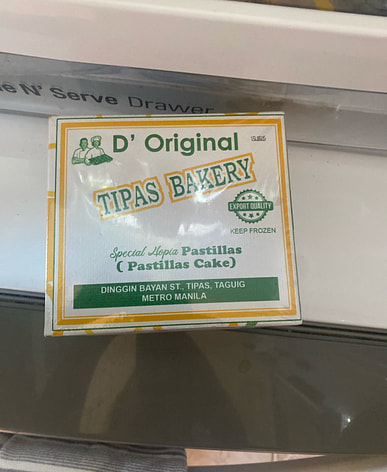 N' Serve Drawer
D' Original
TIPAS BAKERY
EXPORT QUALITY
KEEP FROZEN
Special Hopia Pastillas
( Pastillas Cake)
DINGGIN BAYAN ST., TIPAS, TAGUIG
METRO MANILA